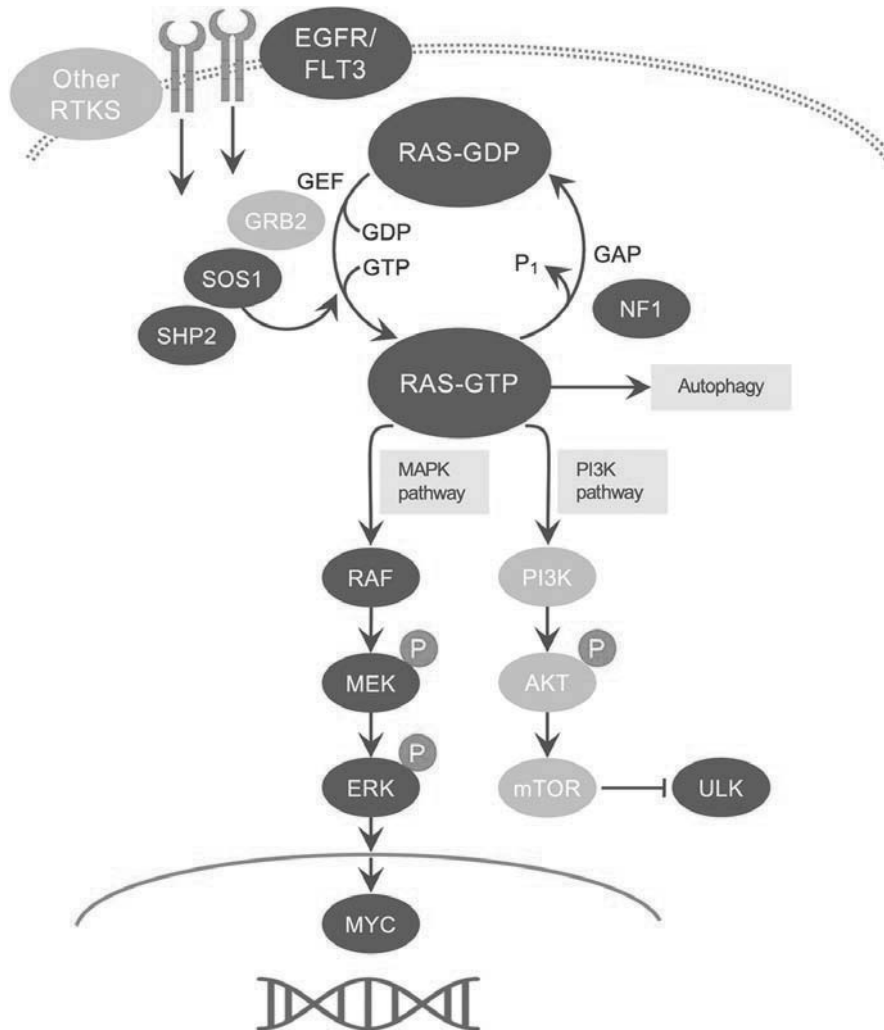 Other
RTKS
EGFR/
FLT3
RAS-GDP
GEF
GRB2
GDP
GTP
SOS1
SHP2
P₁
GAP
NF1
RAS-GTP
Autophagy
MAPK
pathway
PI3K
pathway
RAF
PI3K
P
MEK
P
AKT
P
ERK
mTOR
ULK
MYC